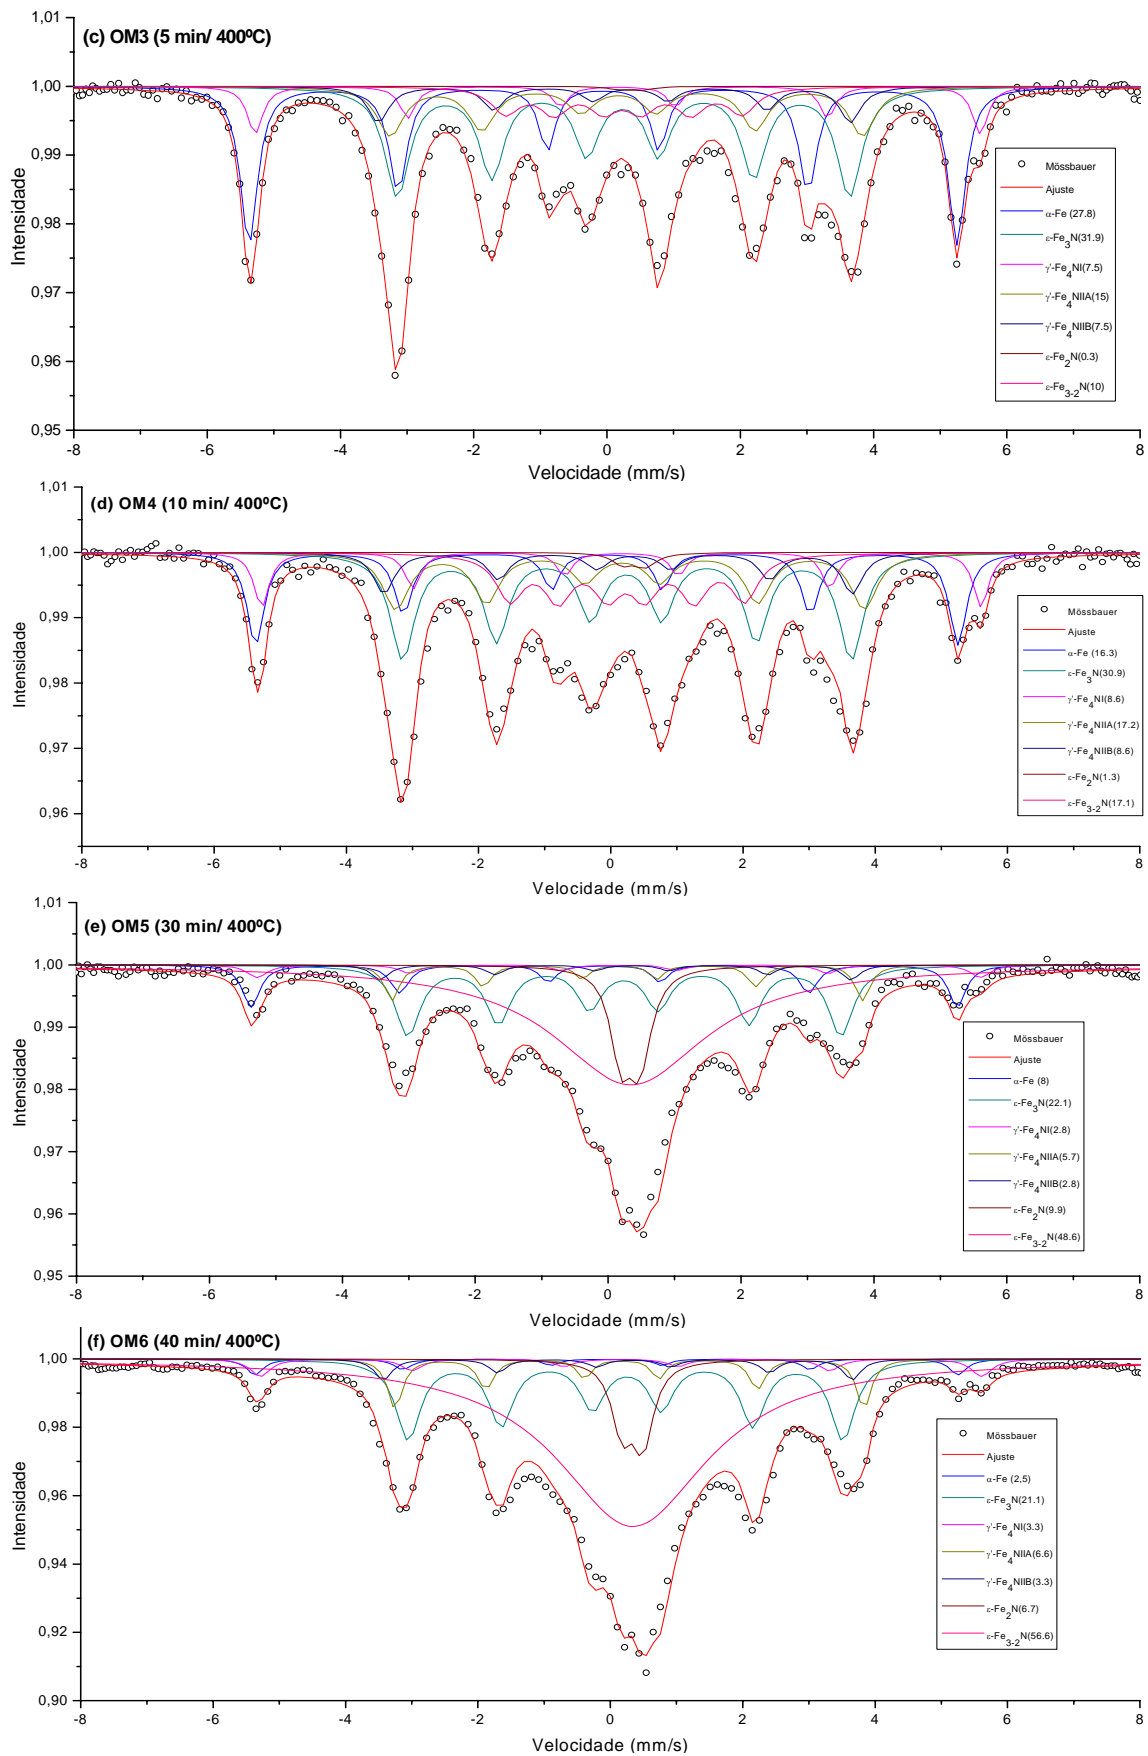 1,01
(c) OM3 (5 min/ 400ºC)
1,00
0,99
0,98
0,97
0,96
0,95
Intensidade
-8 -6 -4 -2 0 2 4 6 8
Velocidade (mm/s)
Mössbauer
Ajuste
α-Fe (27.8)
ε-Fe3N(31.9)
γ'-Fe4NI(7.5)
γ'-Fe4NIIA(15)
γ'-Fe4NIIB(7.5)
ε-Fe2N(0.3)
ε-Fe3-2N(10)
1,01
(d) OM4 (10 min/ 400ºC)
1,00
0,99
0,98
0,97
0,96
Intensidade
-8 -6 -4 -2 0 2 4 6 8
Velocidade (mm/s)
Mössbauer
Ajuste
α-Fe (16.3)
ε-Fe3N(30.9)
γ'-Fe4NI(8.6)
γ'-Fe4NIIA(17.2)
γ'-Fe4NIIB(8.6)
ε-Fe2N(1.3)
ε-Fe3-2N(17.1)
1,01
(e) OM5 (30 min/ 400ºC)
1,00
0,99
0,98
0,97
0,96
0,95
Intensidade
-8 -6 -4 -2 0 2 4 6 8
Velocidade (mm/s)
Mössbauer
Ajuste
α-Fe (8)
ε-Fe3N(22.1)
γ'-Fe4NI(2.8)
γ'-Fe4NIIA(5.7)
γ'-Fe4NIIB(2.8)
ε-Fe2N(9.9)
ε-Fe3-2N(48.6)
(f) OM6 (40 min/ 400ºC)
1,00
0,98
0,96
0,94
0,92
0,90
Intensidade
-8 -6 -4 -2 0 2 4 6 8
Velocidade (mm/s)
Mössbauer
Ajuste
α-Fe (2,5)
ε-Fe3N(21.1)
γ'-Fe4NI(3.3)
γ'-Fe4NIIA(6.6)
γ'-Fe4NIIB(3.3)
ε-Fe2N(6.7)
ε-Fe3-2N(56.6)